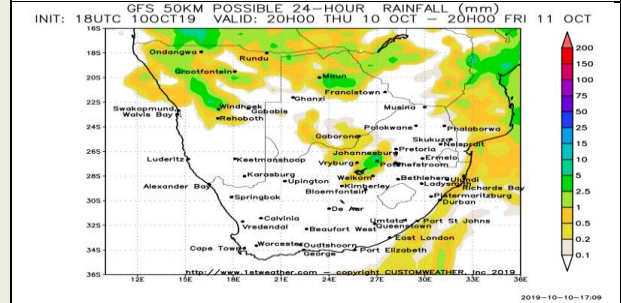 GFS 50KM POSSIBLE 24-HOUR RAINFALL (mm)
INIT: 18UTC 10OCT19 VALID: 20H00 THU 10 OCT - 20H00 FRI 11 OCT
16S
Ondangwa
Rundu
18S
Grootfontein
Maun
20S
Francistown
Ghanzi
22S
Swakopmund
Windhoek
Gobabis
Musina
Walvis Bay
Rehoboth
Polokwane
Phalaborwa
24S
Gaborone
Skukuza
Pretoria
Nelspruit
Johannesburg
26S
Luderitz
Keetmanshoop
Vryburg
Potchefstroom
Ermelo
Karasburg
Upington
Welkom
Bethlehem
Ulundi
28S
Alexander Bay
Kimberley
Ladysmith
Richards Bay
Bloemfontein
Springbok
Pietermaritzburg
Durban
30S
De Aar
Calvinia
Umtata
Port St Johns
Vredendal
Beaufort West
Queenstown
32S
East London
Cape Town
Worcester
Oudtshoorn
Port Elizabeth
34S
George
http://www.1stweather.com - copyright CUSTOMWEATHER, Inc 2019
36S
12E 15E 18E 21E 24E 27E 30E 33E 36E
200
150
100
75
50
25
15
10
5
2.5
1
0.5
0.2
0.1
2019-10-10-17:09